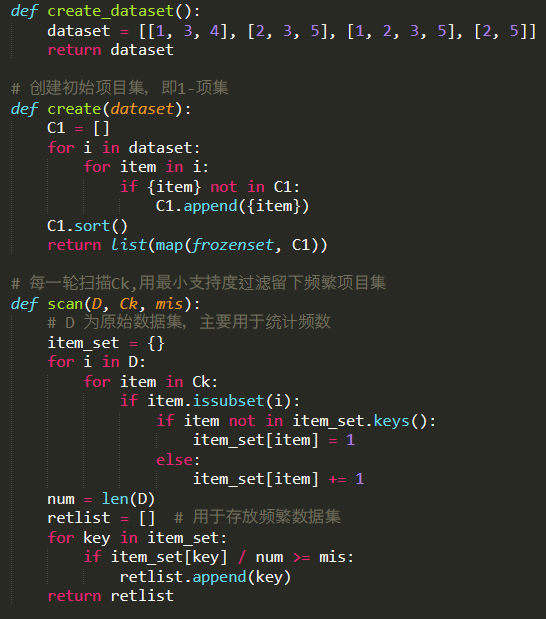 def create_dataset():
    dataset = [[1, 3, 4], [2, 3, 5], [1, 2, 3, 5], [2, 5]]
    return dataset

# 创建初始项目集，即1-项集
def create(dataset):
    C1 = []
    for i in dataset:
        for item in i:
            if {item} not in C1:
                C1.append({item})
    C1.sort()
    return list(map(frozenset, C1))

# 每一轮扫描Ck,用最小支持度过滤留下频繁项目集
def scan(D, Ck, mis):
    # D 为原始数据集，主要用于统计频数
    item_set = {}
    for i in D:
        for item in Ck:
            if item.issubset(i):
                if item not in item_set.keys():
                    item_set[item] = 1
                else:
                    item_set[item] += 1
    num = len(D)
    retlist = []  # 用于存放频繁数据集
    for key in item_set:
        if item_set[key] / num >= mis:
            retlist.append(key)
    return retlist